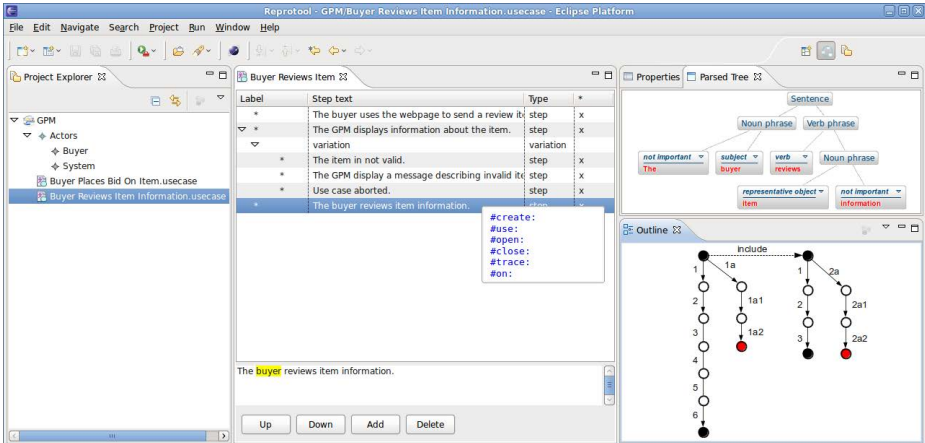 Reprotool - GPM/Buyer Reviews Item Information.usecase - Eclipse Platform
File Edit Navigate Search Project Run Window Help
Project Explorer
GPM
Actors
Buyer
System
Buyer Places Bid On Item.usecase
Buyer Reviews Item Information.usecase
Buyer Reviews Item
Label Step text Type *
* The buyer uses the webpage to send a review ite step x
* The GPM displays information about the item. step x
variation variation
* The item in not valid. step x
* The GPM display a message describing invalid ite step x
* Use case aborted. step x
* The buyer reviews item information. step x
#create:
#use:
#open:
#close:
#trace:
#on:
The buyer reviews item information.
Up Down Add Delete
Properties Parsed Tree
Sentence
Noun phrase Verb phrase
not important subject verb Noun phrase
The buyer reviews
representative object not important
item information
Outline
include
1 1a 1 2a
2 1a1 2 2a1
3 1a2 3 2a2
4
5
6